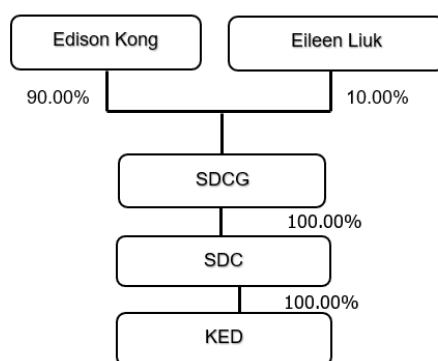 Edison Kong
Eileen Liuk
90.00%
10.00%
SDCG
100.00%
SDC
100.00%
KED